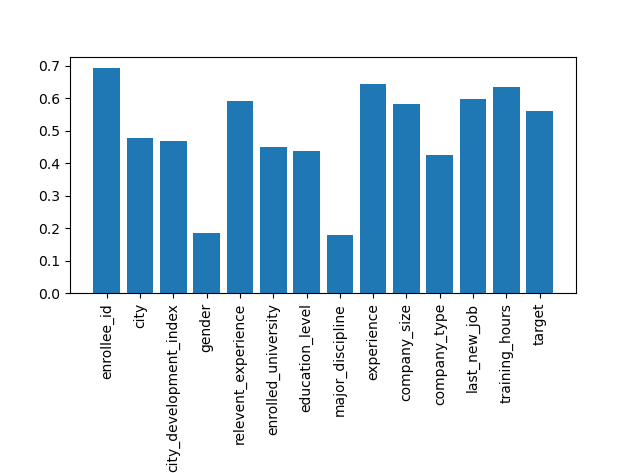 0.7
0.6
0.5
0.4
0.3
0.2
0.1
0.0
enrollee_id
city
city_development_index
gender
relevent_experience
enrolled_university
education_level
major_discipline
experience
company_size
company_type
last_new_job
training_hours
target